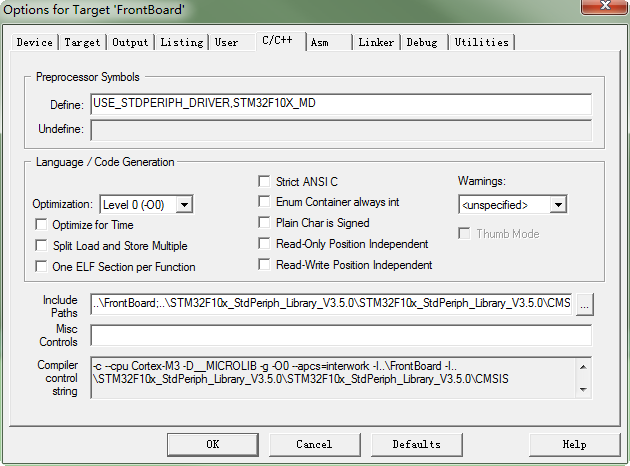 Options for Target 'FrontBoard'
Device Target Output Listing User C/C++ Asm Linker Debug Utilities
Preprocessor Symbols
Define: USE_STDPERIPH_DRIVER,STM32F10X_MD
Undefine:
Language / Code Generation
Strict ANSI C
Warnings:
Optimization: Level 0 (-O0)
Enum Container always int
<unspecified>
Optimize for Time
Plain Char is Signed
Thumb Mode
Split Load and Store Multiple
Read-Only Position Independent
One ELF Section per Function
Read-Write Position Independent
Include Paths
..\FrontBoard;..\STM32F10x_StdPeriph_Library_V3.5.0\STM32F10x_StdPeriph_Library_V3.5.0\CMSIS
...
Misc Controls
Compiler control string
-c --cpu Cortex-M3 -D__MICROLIB -g -O0 --apcs=interwork -I..\FrontBoard -I..
\STM32F10x_StdPeriph_Library_V3.5.0\STM32F10x_StdPeriph_Library_V3.5.0\CMSIS
OK Cancel Defaults Help